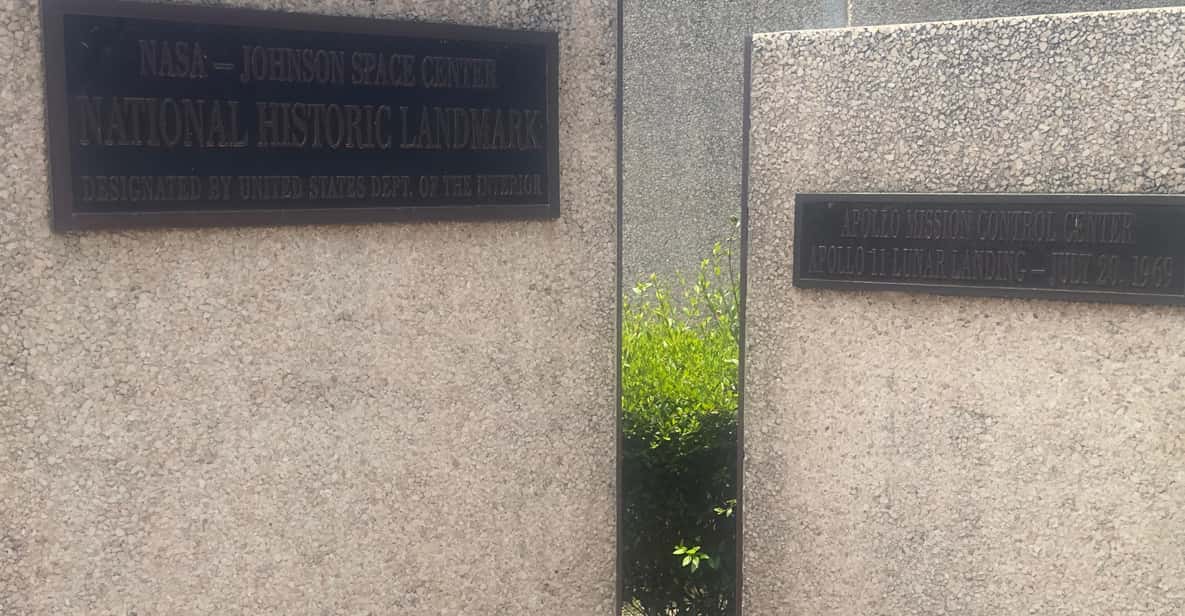 NASA — JOHNSON SPACE CENTER
NATIONAL HISTORIC LANDMARK
DESIGNATED BY UNITED STATES DEPT. OF THE INTERIOR
APOLLO MISSION CONTROL CENTER
APOLLO 11 LUNAR LANDING — JULY 20, 1969